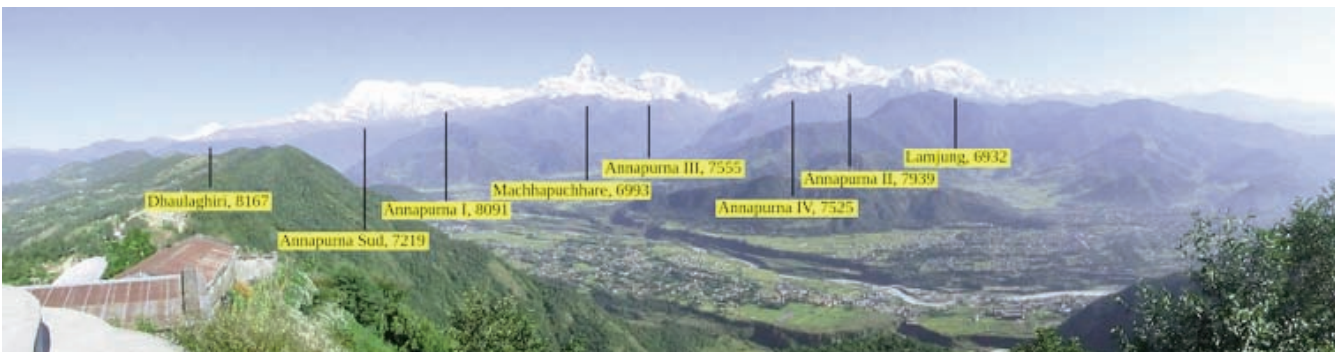 Dhaulaghiri, 8167
Annapurna Sud, 7219
Annapurna I, 8091
Machhapuchhare, 6993
Annapurna III, 7555
Annapurna IV, 7525
Annapurna II, 7939
Lamjung, 6932